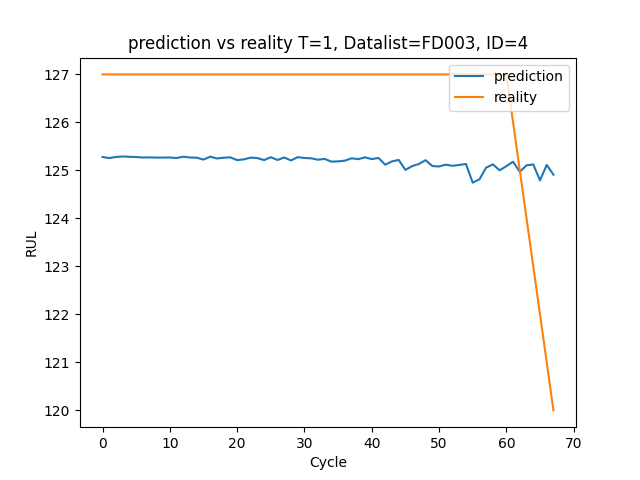 prediction vs reality T=1, Datalist=FD003, ID=4
prediction
reality
127
126
125
124
123
122
121
120
RUL
0 10 20 30 40 50 60 70
Cycle